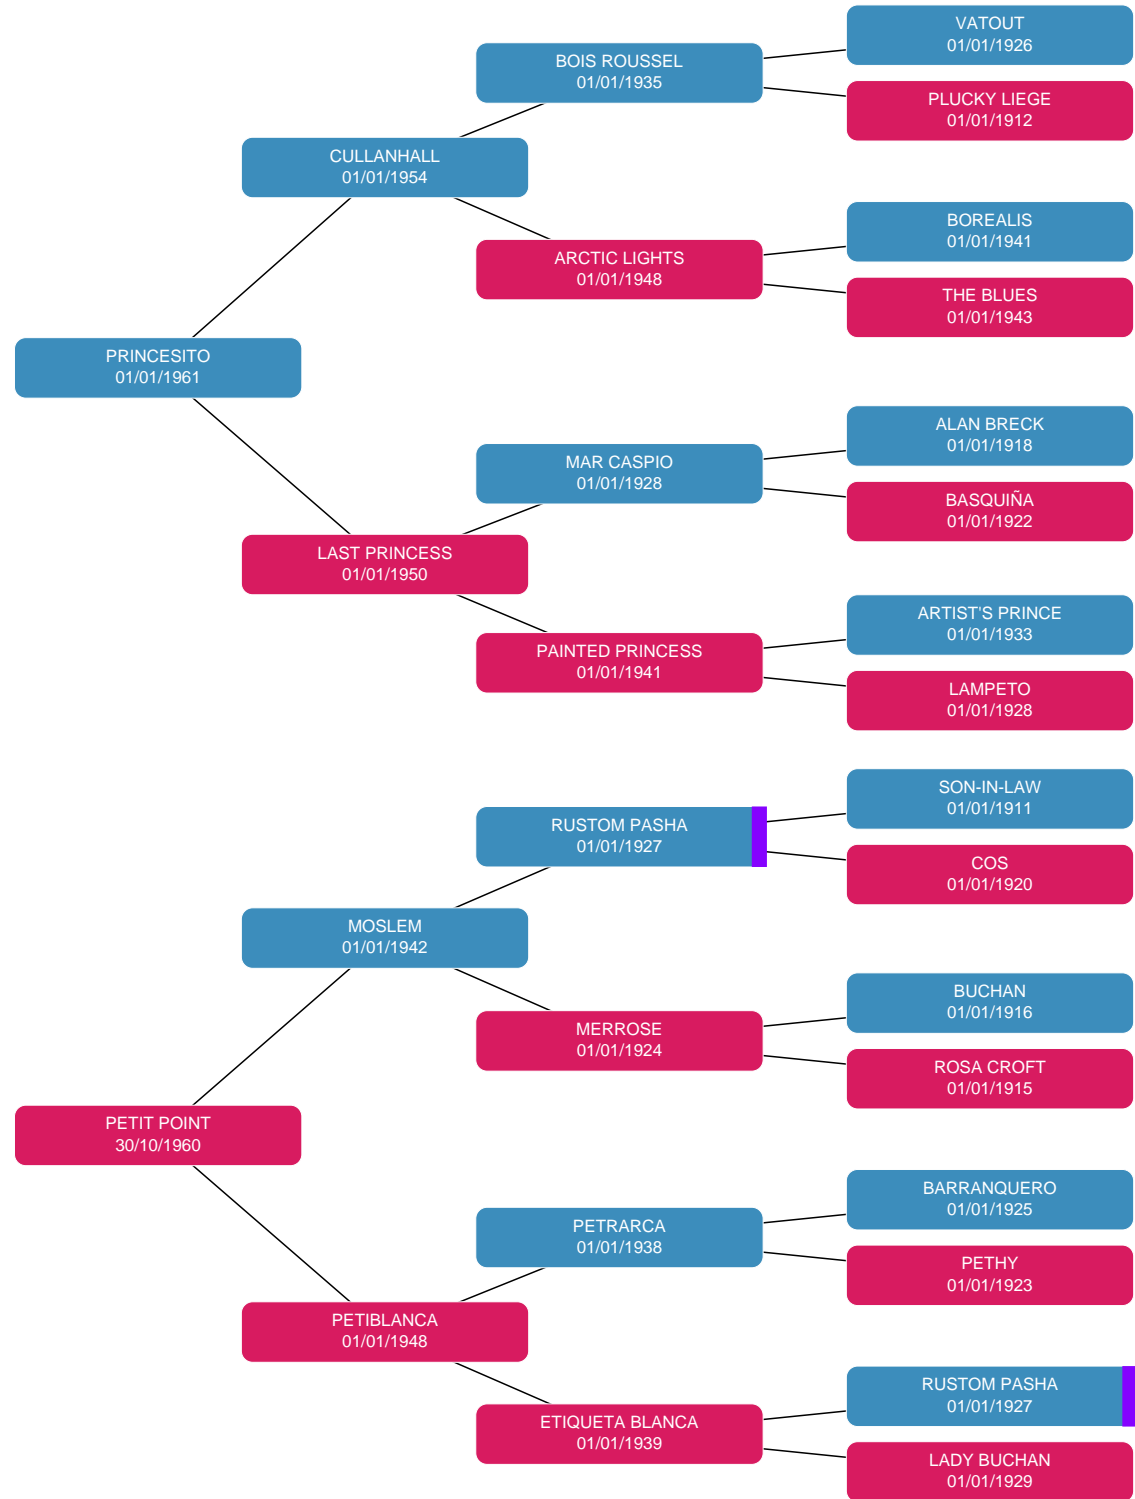 VATOUT
01/01/1926
BOIS ROUSSEL
01/01/1935
PLUCKY LIEGE
01/01/1912
CULLANHALL
01/01/1954
BOREALIS
01/01/1941
ARCTIC LIGHTS
01/01/1948
THE BLUES
01/01/1943
PRINCESITO
01/01/1961
ALAN BRECK
01/01/1918
MAR CASPIO
01/01/1928
BASQUIÑA
01/01/1922
LAST PRINCESS
01/01/1950
ARTIST'S PRINCE
01/01/1933
PAINTED PRINCESS
01/01/1941
LAMPETO
01/01/1928
SON-IN-LAW
01/01/1911
RUSTOM PASHA
01/01/1927
COS
01/01/1920
MOSLEM
01/01/1942
BUCHAN
01/01/1916
MERROSE
01/01/1924
ROSA CROFT
01/01/1915
PETIT POINT
30/10/1960
BARRANQUERO
01/01/1925
PETRARCA
01/01/1938
PETHY
01/01/1923
PETIBLANCA
01/01/1948
RUSTOM PASHA
01/01/1927
ETIQUETA BLANCA
01/01/1939
LADY BUCHAN
01/01/1929